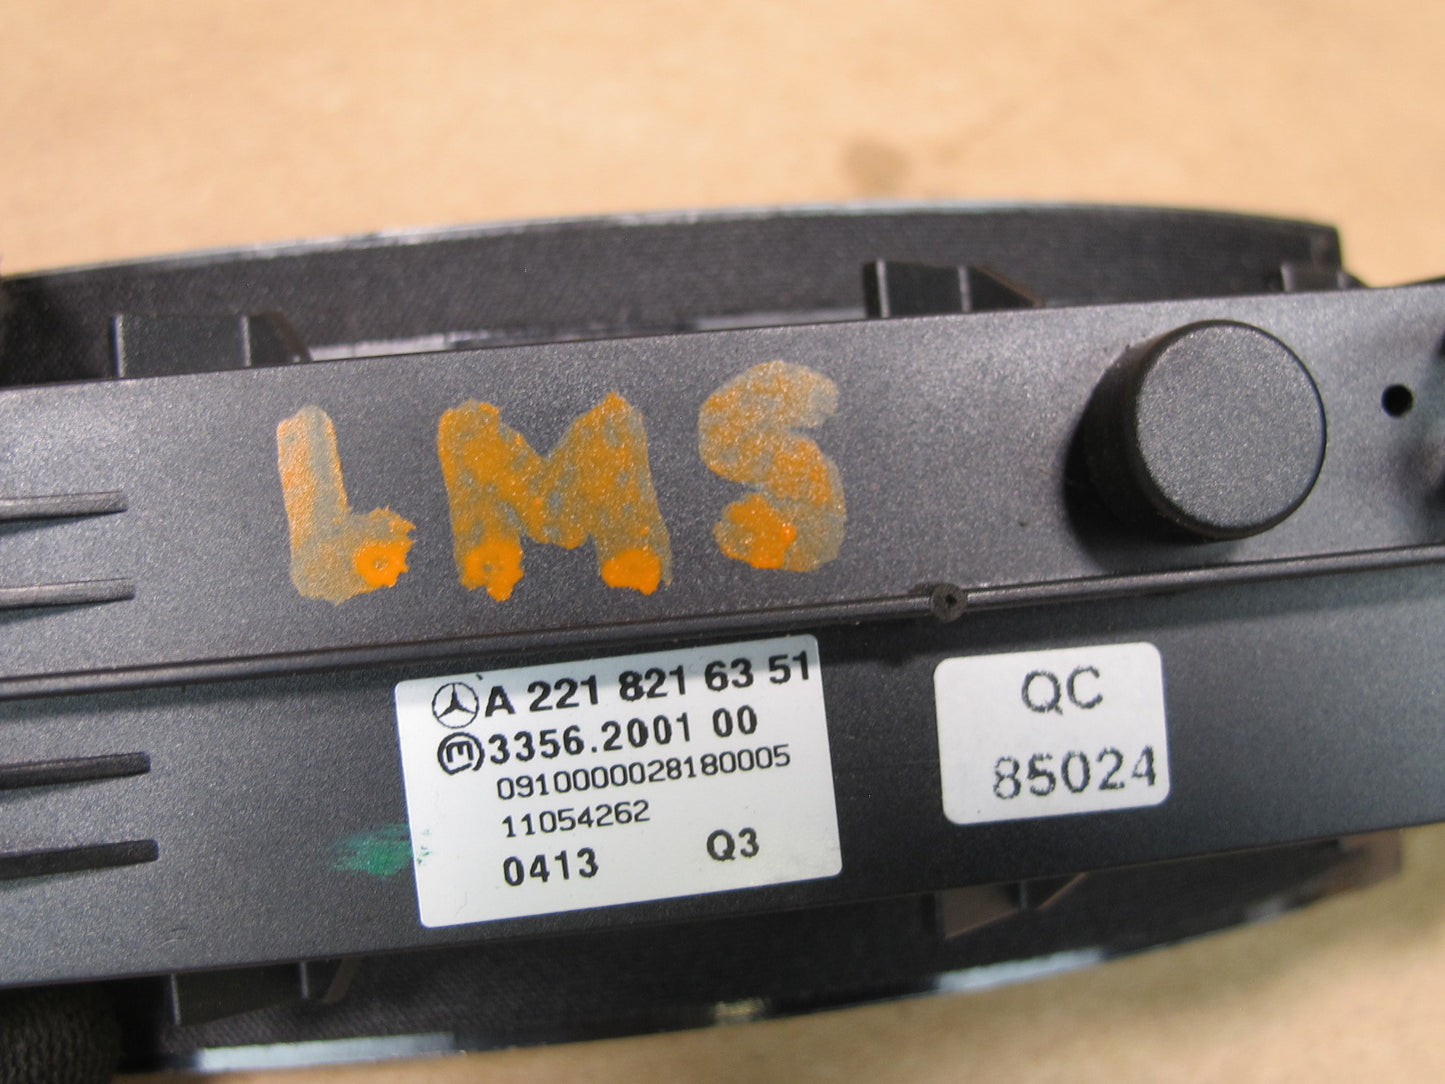 LMS
A 221 821 63 51
3356.2001 00
0910000028180005
11054262
0413 Q3
QC
85024